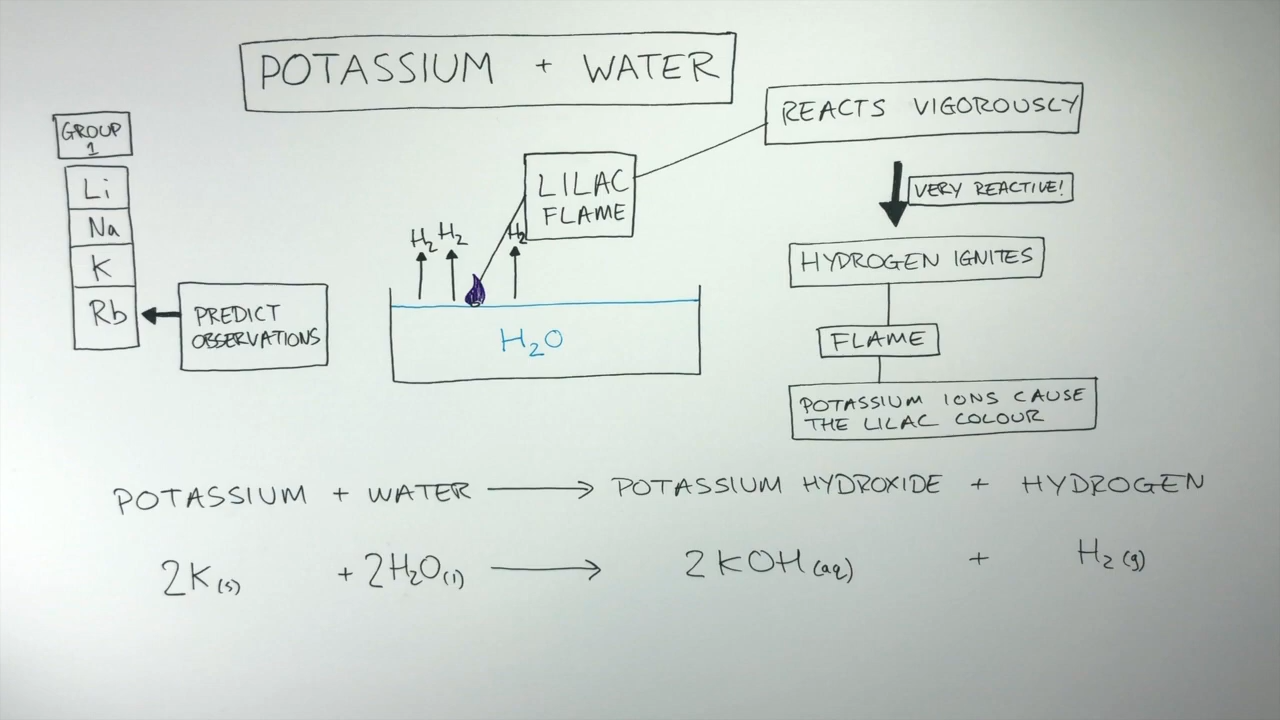 POTASSIUM + WATER
REACTS VIGOROUSLY
GROUP
1
Li
Na
K
Rb
PREDICT
OBSERVATIONS
LILAC
FLAME
H₂ H₂ H₂
H₂O
VERY REACTIVE!
HYDROGEN IGNITES
FLAME
POTASSIUM IONS CAUSE
THE LILAC COLOUR
POTASSIUM + WATER ⟶ POTASSIUM HYDROXIDE + HYDROGEN
2K(s) + 2H₂O(l) ⟶ 2KOH(aq) + H₂(g)